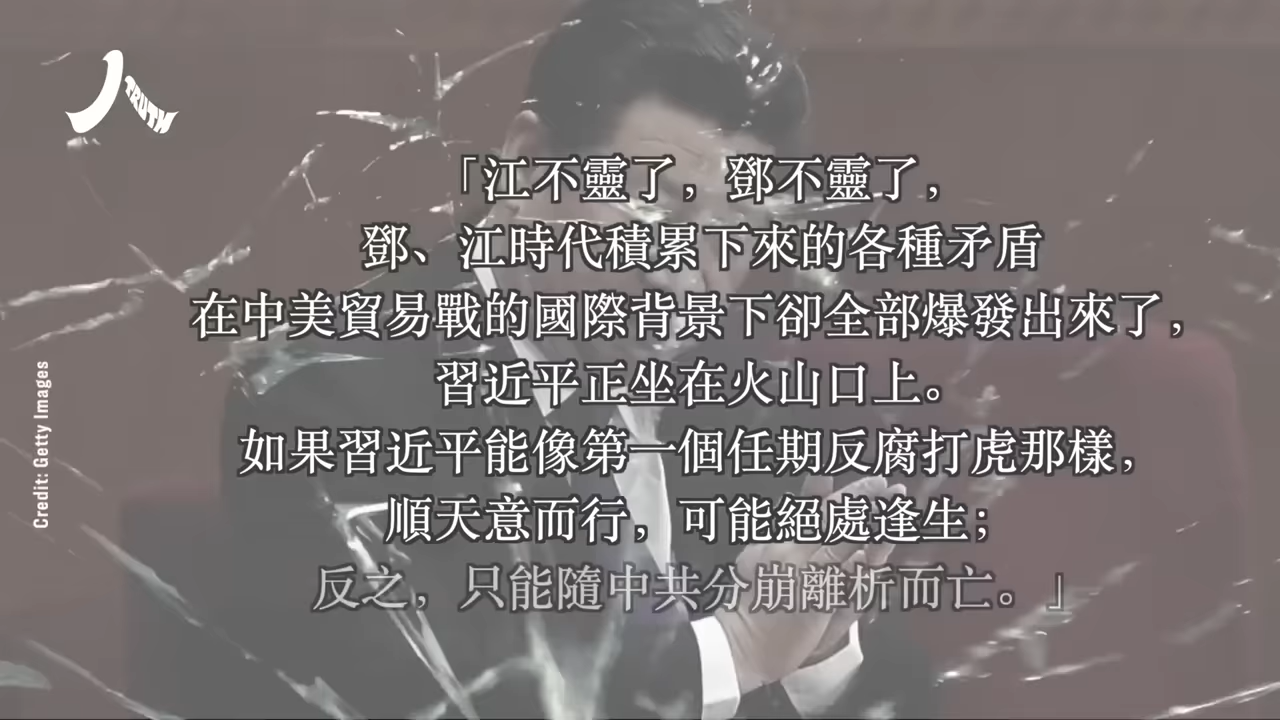 人
TRUTH
「江不靈了，鄧不靈了，
鄧、江時代積累下來的各種矛盾
在中美貿易戰的國際背景下卻全部爆發出來了，
習近平正坐在火山口上。
如果習近平能像第一個任期反腐打虎那樣，
順天意而行，可能絕處逢生；
反之，只能隨中共分崩離析而亡。」
Credit: Getty Images